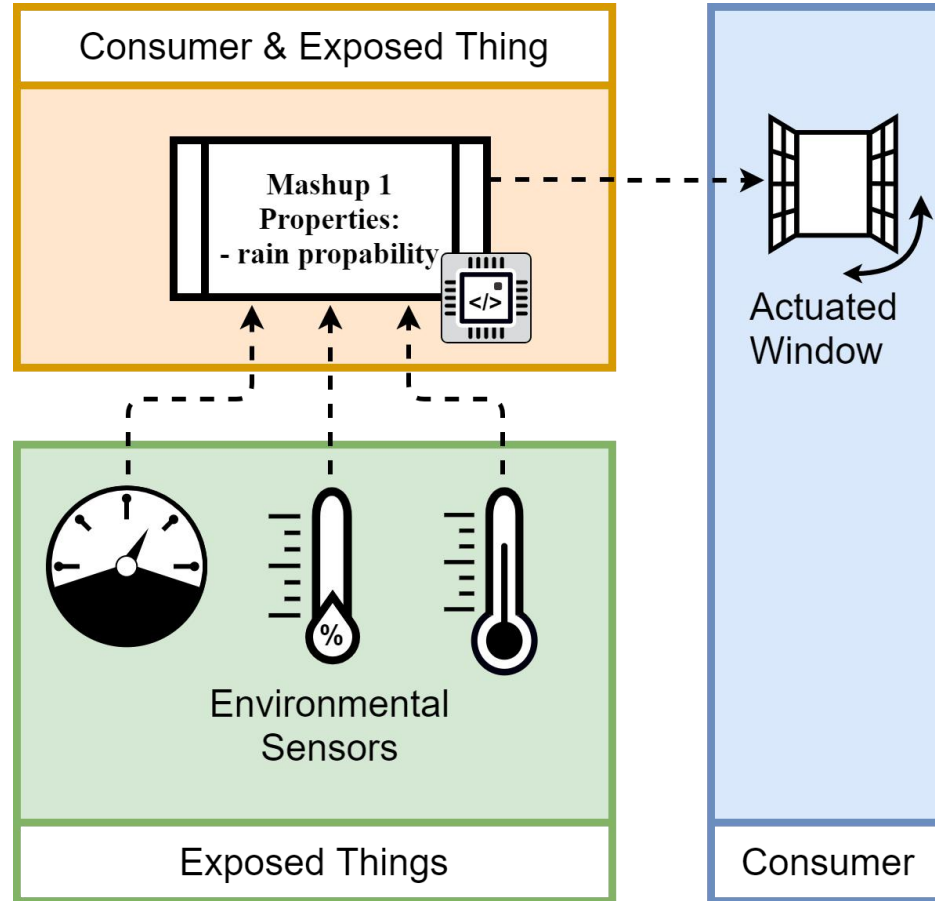 Consumer & Exposed Thing
Mashup 1
Properties:
- rain propability
</>
Actuated
Window
%
Environmental
Sensors
Exposed Things
Consumer